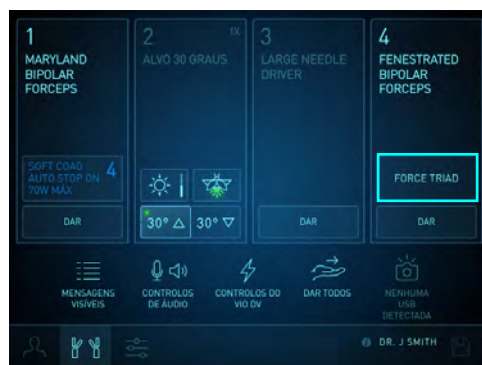 1
MARYLAND
BIPOLAR
FORCEPS
SOFT COAG 4
AUTO STOP ON
70W MAX
DAR
2 1X
ALVO 30 GRAUS
30° △ 30° ▽
3
LARGE NEEDLE
DRIVER
DAR
4
FENESTRATED
BIPOLAR
FORCEPS
FORCE TRIAD
DAR
MENSAGENS
VISÍVEIS
CONTROLOS
DE ÁUDIO
CONTROLOS DO
VIO DV
DAR TODOS
NENHUMA
USB
DETECTADA
DR. J SMITH